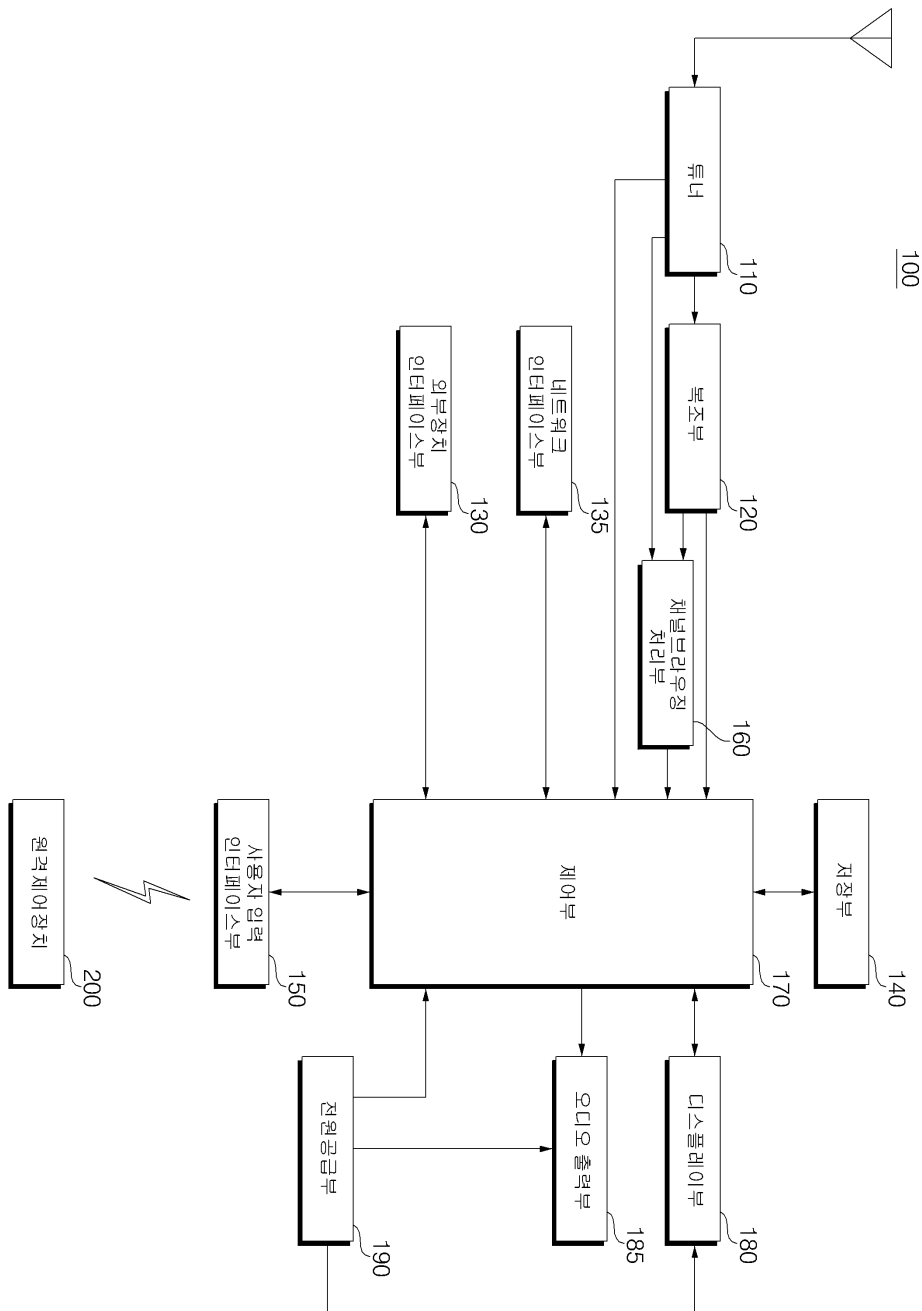 100
튜너
110
복조부
120
채널브라우징
처리부
160
네트워크
인터페이스부
135
외부장치
인터페이스부
130
저장부
140
제어부
170
사용자 입력
인터페이스부
150
원격제어장치
200
디스플레이부
180
오디오 출력부
185
전원공급부
190